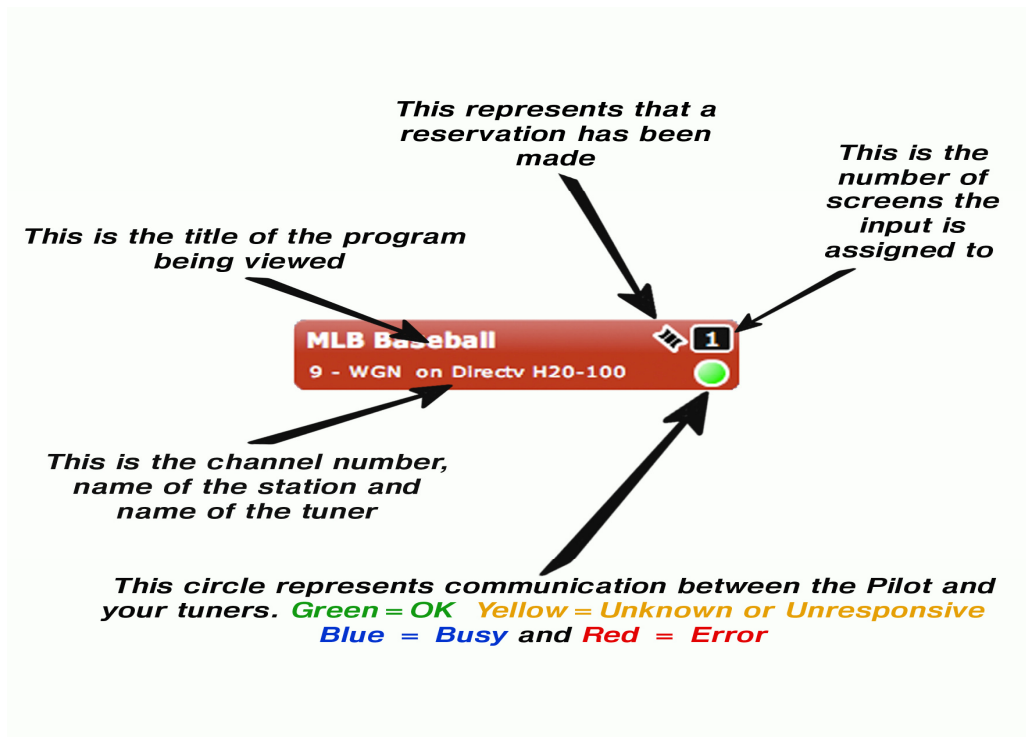 This represents that a
reservation has been
made
This is the
number of
screens the
input is
assigned to
This is the title of the program
being viewed
MLB Baseball
1
9 - WGN on Directv H20-100
This is the channel number,
name of the station and
name of the tuner
This circle represents communication between the Pilot and
your tuners. Green=OK Yellow=Unknown or Unresponsive
Blue = Busy and Red = Error